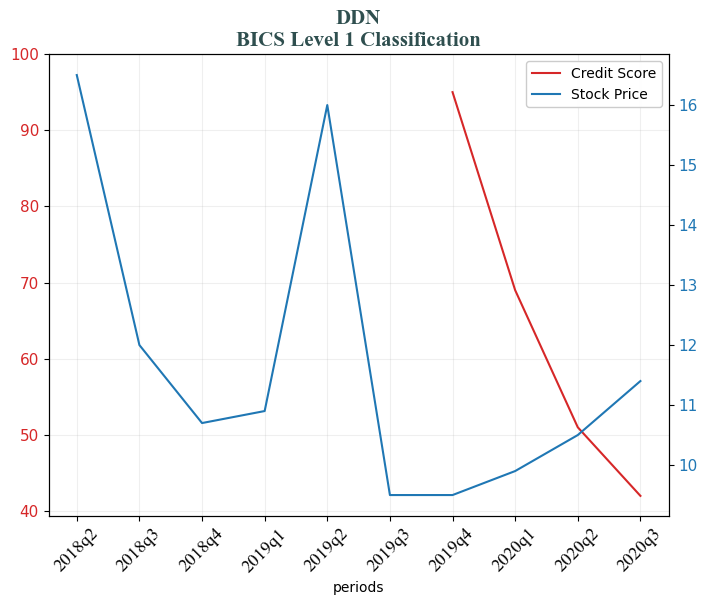 DDN
BICS Level 1 Classification
Credit Score
Stock Price
100
90
80
70
60
50
40
16
15
14
13
12
11
10
2018q2
2018q3
2018q4
2019q1
2019q2
2019q3
2019q4
2020q1
2020q2
2020q3
periods